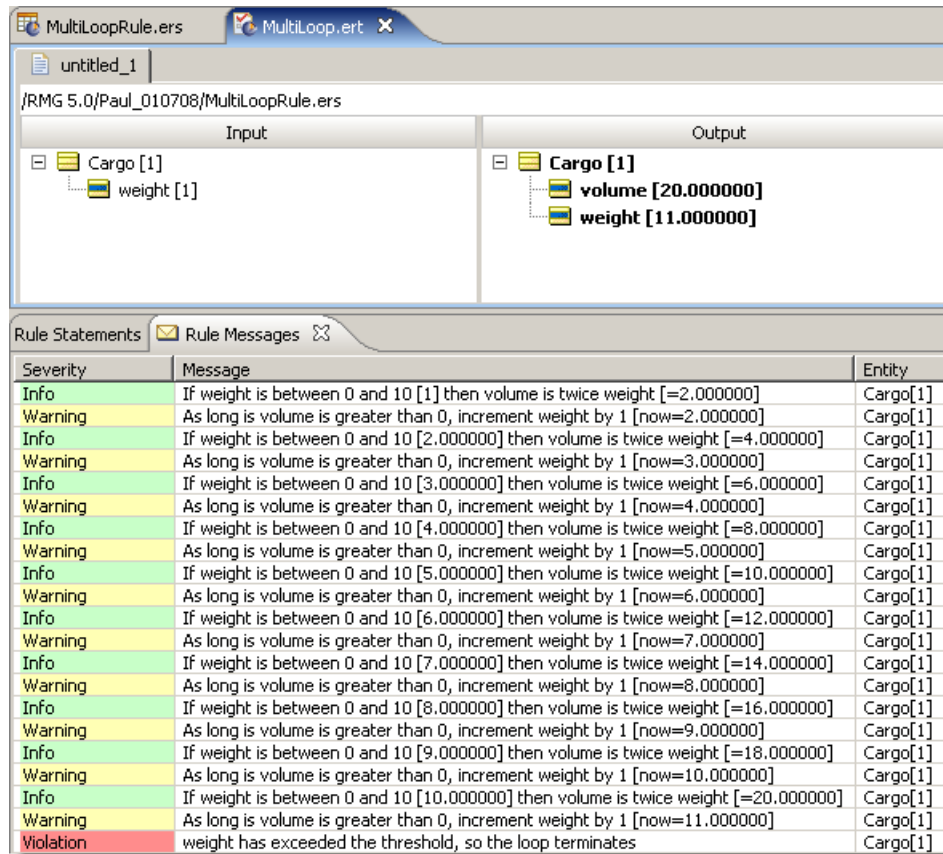 MultiLoopRule.ers MultiLoop.ert
untitled_1
/RMG 5.0/Paul_010708/MultiLoopRule.ers
Input Output
Cargo [1] Cargo [1]
weight [1] volume [20.000000]
weight [11.000000]
Rule Statements Rule Messages
Severity Message Entity
Info If weight is between 0 and 10 [1] then volume is twice weight [=2.000000] Cargo[1]
Warning As long is volume is greater than 0, increment weight by 1 [now=2.000000] Cargo[1]
Info If weight is between 0 and 10 [2.000000] then volume is twice weight [=4.000000] Cargo[1]
Warning As long is volume is greater than 0, increment weight by 1 [now=3.000000] Cargo[1]
Info If weight is between 0 and 10 [3.000000] then volume is twice weight [=6.000000] Cargo[1]
Warning As long is volume is greater than 0, increment weight by 1 [now=4.000000] Cargo[1]
Info If weight is between 0 and 10 [4.000000] then volume is twice weight [=8.000000] Cargo[1]
Warning As long is volume is greater than 0, increment weight by 1 [now=5.000000] Cargo[1]
Info If weight is between 0 and 10 [5.000000] then volume is twice weight [=10.000000] Cargo[1]
Warning As long is volume is greater than 0, increment weight by 1 [now=6.000000] Cargo[1]
Info If weight is between 0 and 10 [6.000000] then volume is twice weight [=12.000000] Cargo[1]
Warning As long is volume is greater than 0, increment weight by 1 [now=7.000000] Cargo[1]
Info If weight is between 0 and 10 [7.000000] then volume is twice weight [=14.000000] Cargo[1]
Warning As long is volume is greater than 0, increment weight by 1 [now=8.000000] Cargo[1]
Info If weight is between 0 and 10 [8.000000] then volume is twice weight [=16.000000] Cargo[1]
Warning As long is volume is greater than 0, increment weight by 1 [now=9.000000] Cargo[1]
Info If weight is between 0 and 10 [9.000000] then volume is twice weight [=18.000000] Cargo[1]
Warning As long is volume is greater than 0, increment weight by 1 [now=10.000000] Cargo[1]
Info If weight is between 0 and 10 [10.000000] then volume is twice weight [=20.000000] Cargo[1]
Warning As long is volume is greater than 0, increment weight by 1 [now=11.000000] Cargo[1]
Violation weight has exceeded the threshold, so the loop terminates Cargo[1]